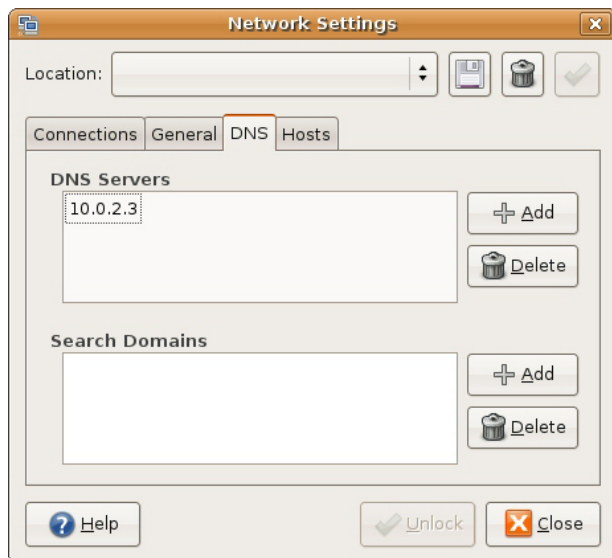 Network Settings
Location:
Connections General DNS Hosts
DNS Servers
10.0.2.3
Add
Delete
Search Domains
Add
Delete
Help Unlock Close